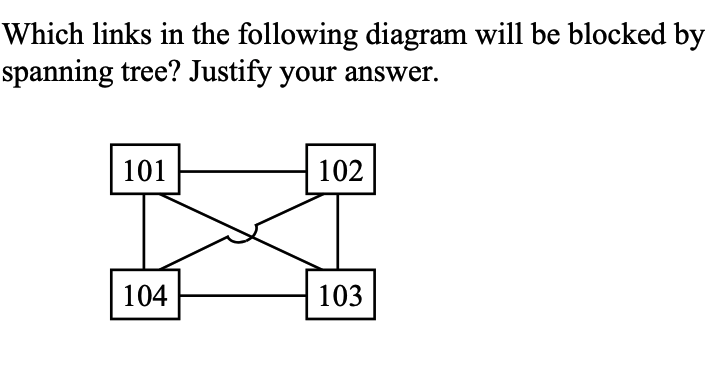 Which links in the following diagram will be blocked by
spanning tree? Justify your answer.
101
102
104
103